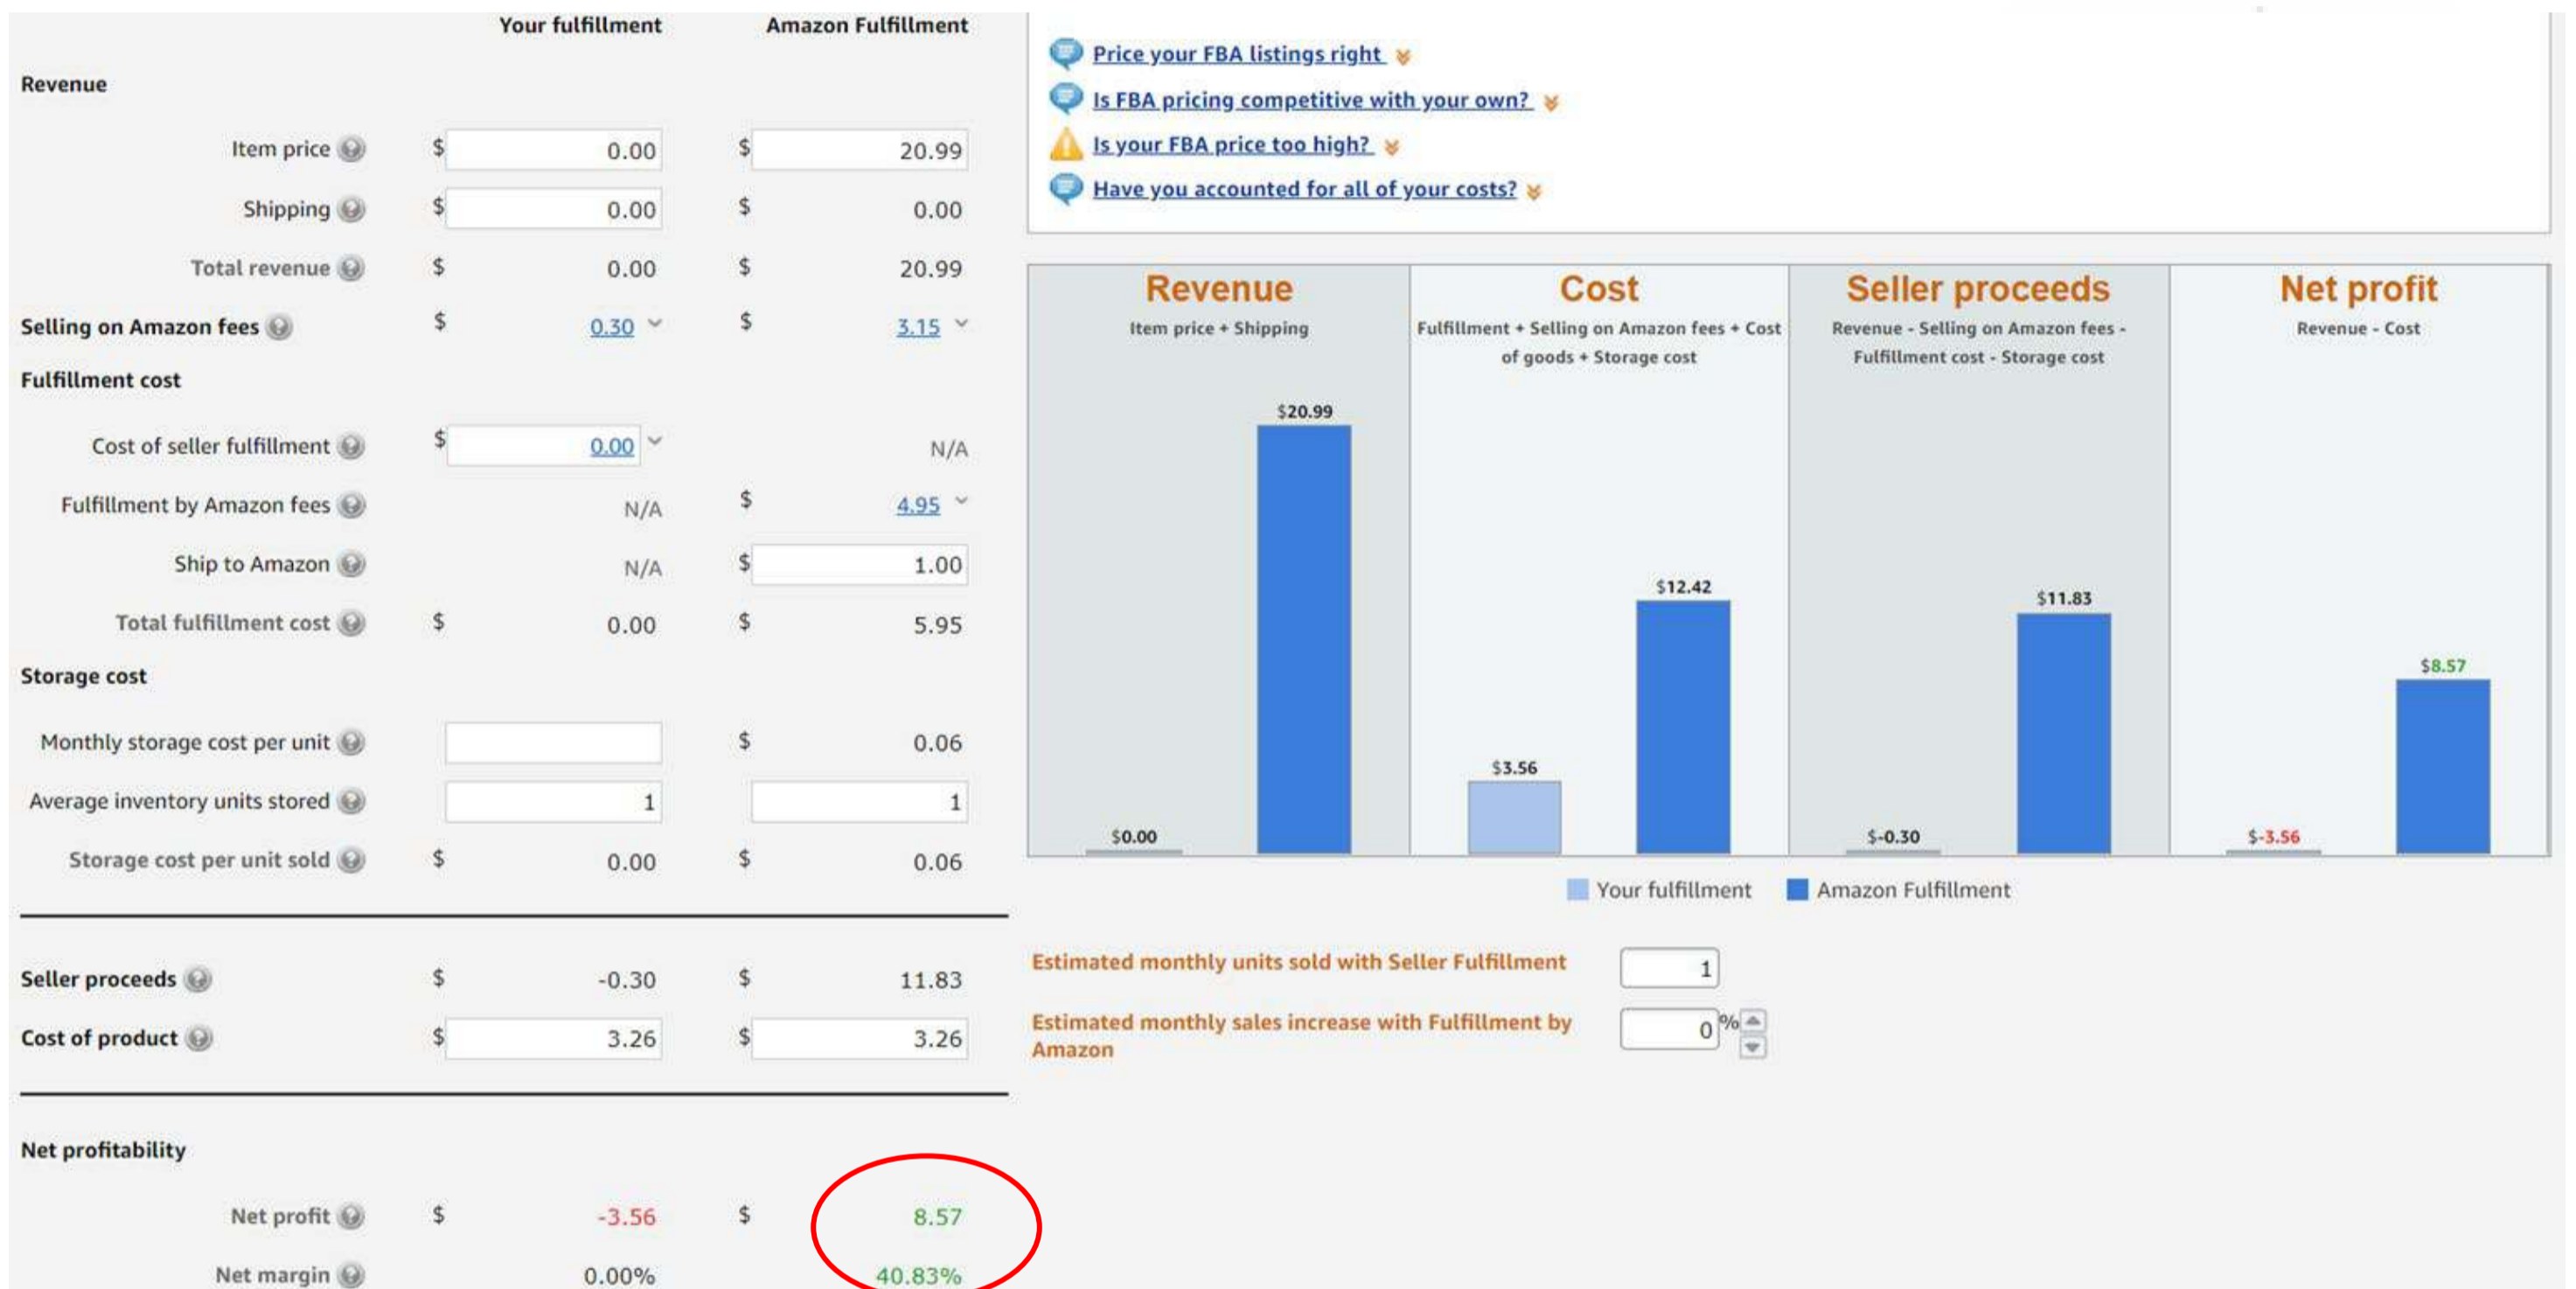 Your fulfillment Amazon Fulfillment
Revenue
Item price $ 0.00 $ 20.99
Shipping $ 0.00 $ 0.00
Total revenue $ 0.00 $ 20.99
Selling on Amazon fees $ 0.30 $ 3.15
Fulfillment cost
Cost of seller fulfillment $ 0.00 N/A
Fulfillment by Amazon fees N/A $ 4.95
Ship to Amazon N/A $ 1.00
Total fulfillment cost $ 0.00 $ 5.95
Storage cost
Monthly storage cost per unit $ 0.06
Average inventory units stored 1 1
Storage cost per unit sold $ 0.00 $ 0.06
Seller proceeds $ -0.30 $ 11.83
Cost of product $ 3.26 $ 3.26
Net profitability
Net profit $ -3.56 $ 8.57
Net margin 0.00% 40.83%
Price your FBA listings right
Is FBA pricing competitive with your own?
Is your FBA price too high?
Have you accounted for all of your costs?
Revenue
Item price + Shipping
$20.99
$0.00
Cost
Fulfillment + Selling on Amazon fees + Cost
of goods + Storage cost
$12.42
$3.56
Seller proceeds
Revenue - Selling on Amazon fees -
Fulfillment cost - Storage cost
$11.83
$-0.30
Net profit
Revenue - Cost
$8.57
$-3.56
Your fulfillment Amazon Fulfillment
Estimated monthly units sold with Seller Fulfillment 1
Estimated monthly sales increase with Fulfillment by 0 %
Amazon